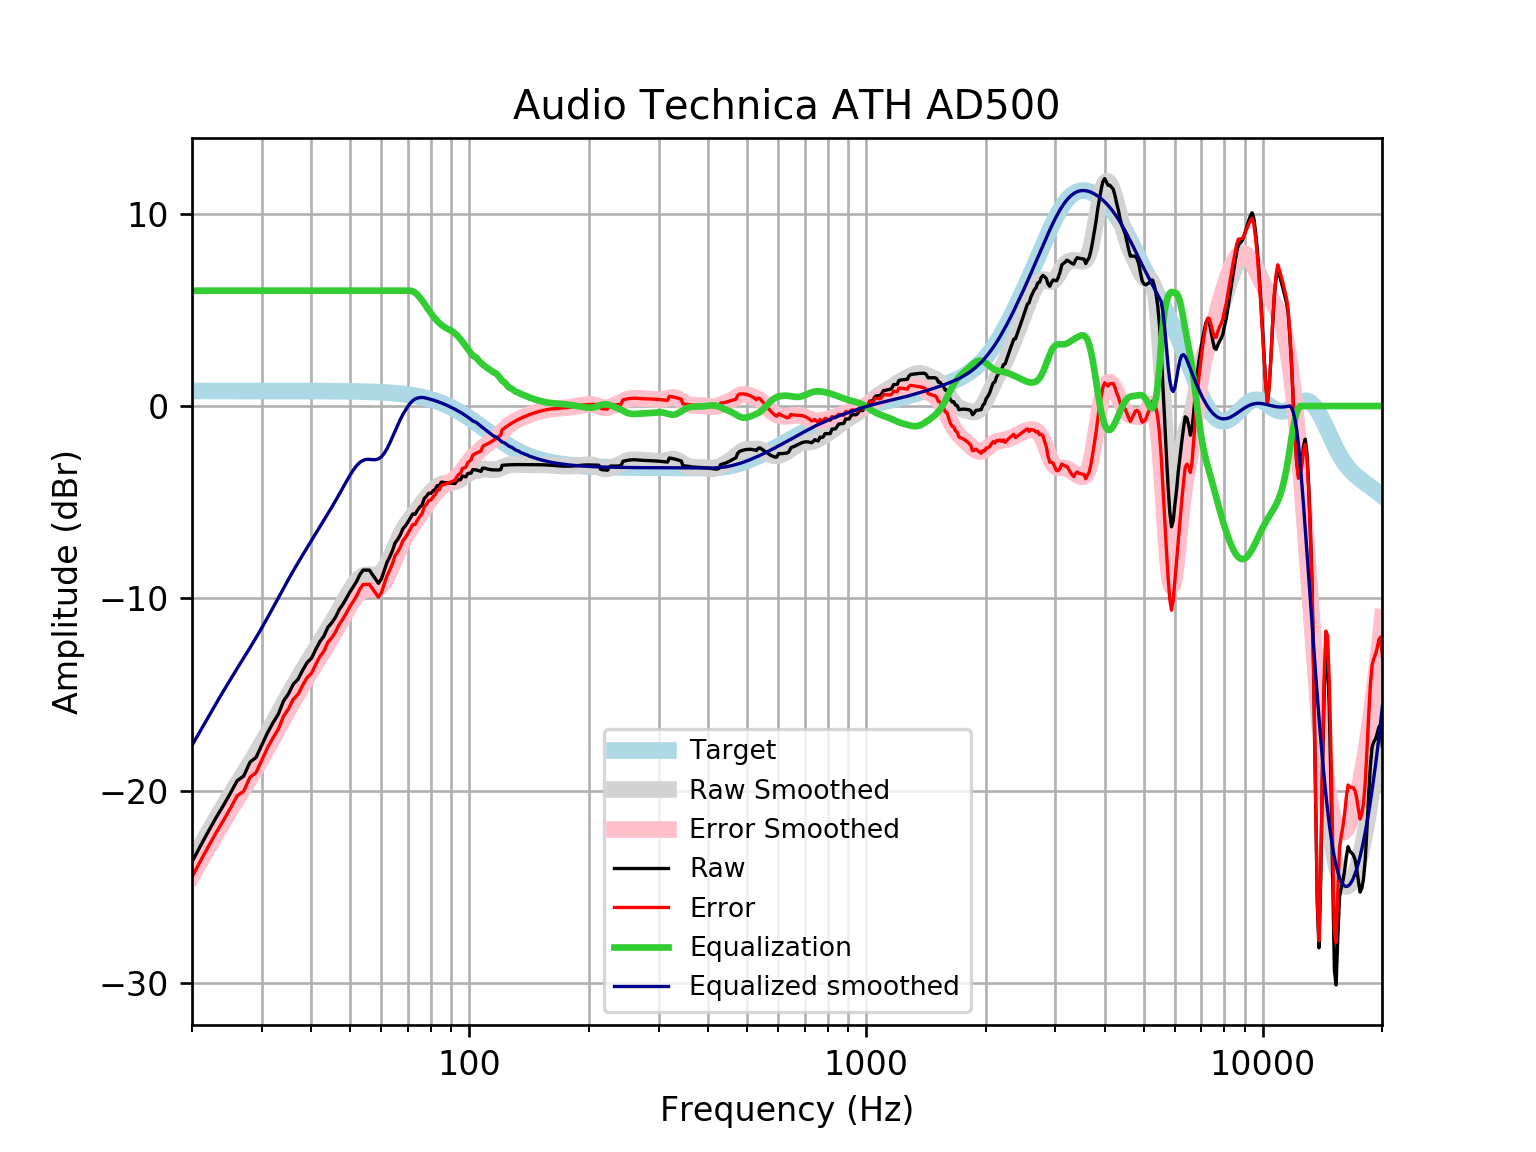 Audio Technica ATH AD500
10
0
−10
−20
−30
Amplitude (dBr)
Target
Raw Smoothed
Error Smoothed
Raw
Error
Equalization
Equalized smoothed
100 1000 10000
Frequency (Hz)